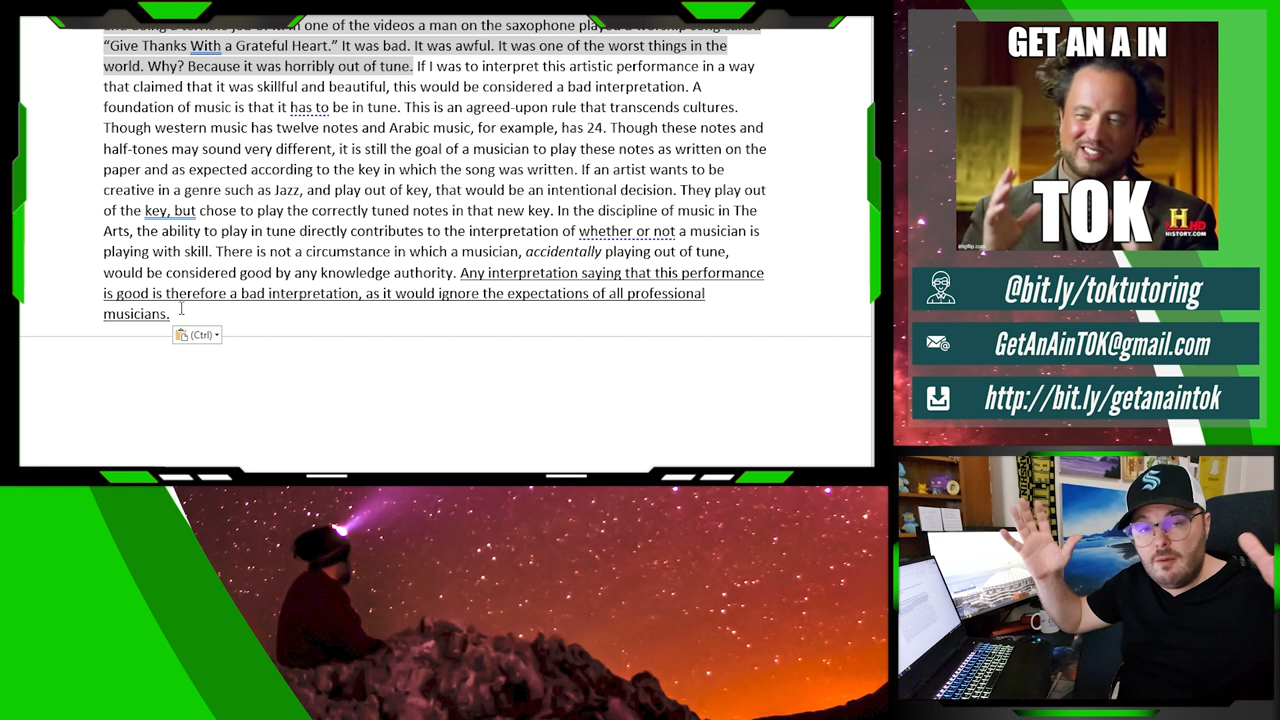 "Give Thanks With a Grateful Heart." It was bad. It was awful. It was one of the worst things in the
world. Why? Because it was horribly out of tune. If I was to interpret this artistic performance in a way
that claimed that it was skillful and beautiful, this would be considered a bad interpretation. A
foundation of music is that it has to be in tune. This is an agreed-upon rule that transcends cultures.
Though western music has twelve notes and Arabic music, for example, has 24. Though these notes and
half-tones may sound very different, it is still the goal of a musician to play these notes as written on the
paper and as expected according to the key in which the song was written. If an artist wants to be
creative in a genre such as Jazz, and play out of key, that would be an intentional decision. They play out
of the key, but chose to play the correctly tuned notes in that new key. In the discipline of music in The
Arts, the ability to play in tune directly contributes to the interpretation of whether or not a musician is
playing with skill. There is not a circumstance in which a musician, accidentally playing out of tune,
would be considered good by any knowledge authority. Any interpretation saying that this performance
is good is therefore a bad interpretation, as it would ignore the expectations of all professional
musicians.
(Ctrl)
GET AN A IN
TOK
H HD
HISTORY.COM
imgflip.com
@bit.ly/toktutoring
GetAnAinTOK@gmail.com
http://bit.ly/getanaintok